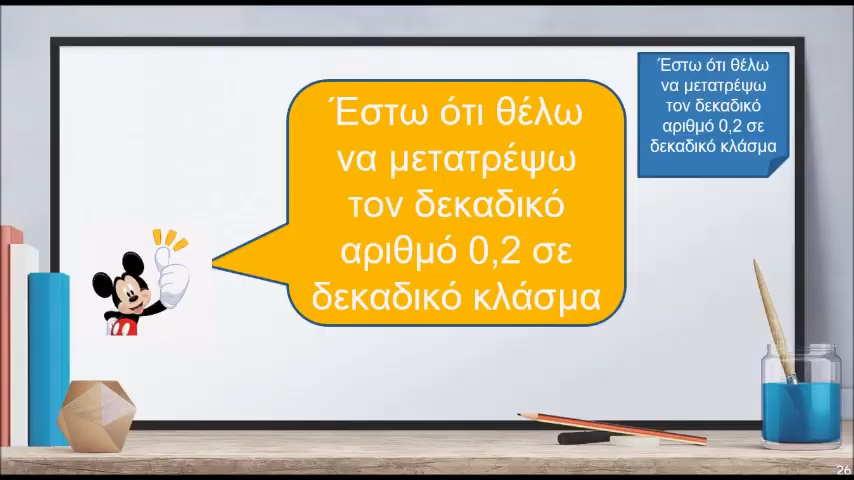 Έστω ότι θέλω
να μετατρέψω
τον δεκαδικό
αριθμό 0,2 σε
δεκαδικό κλάσμα
Έστω ότι θέλω
να μετατρέψω
τον δεκαδικό
αριθμό 0,2 σε
δεκαδικό κλάσμα
26